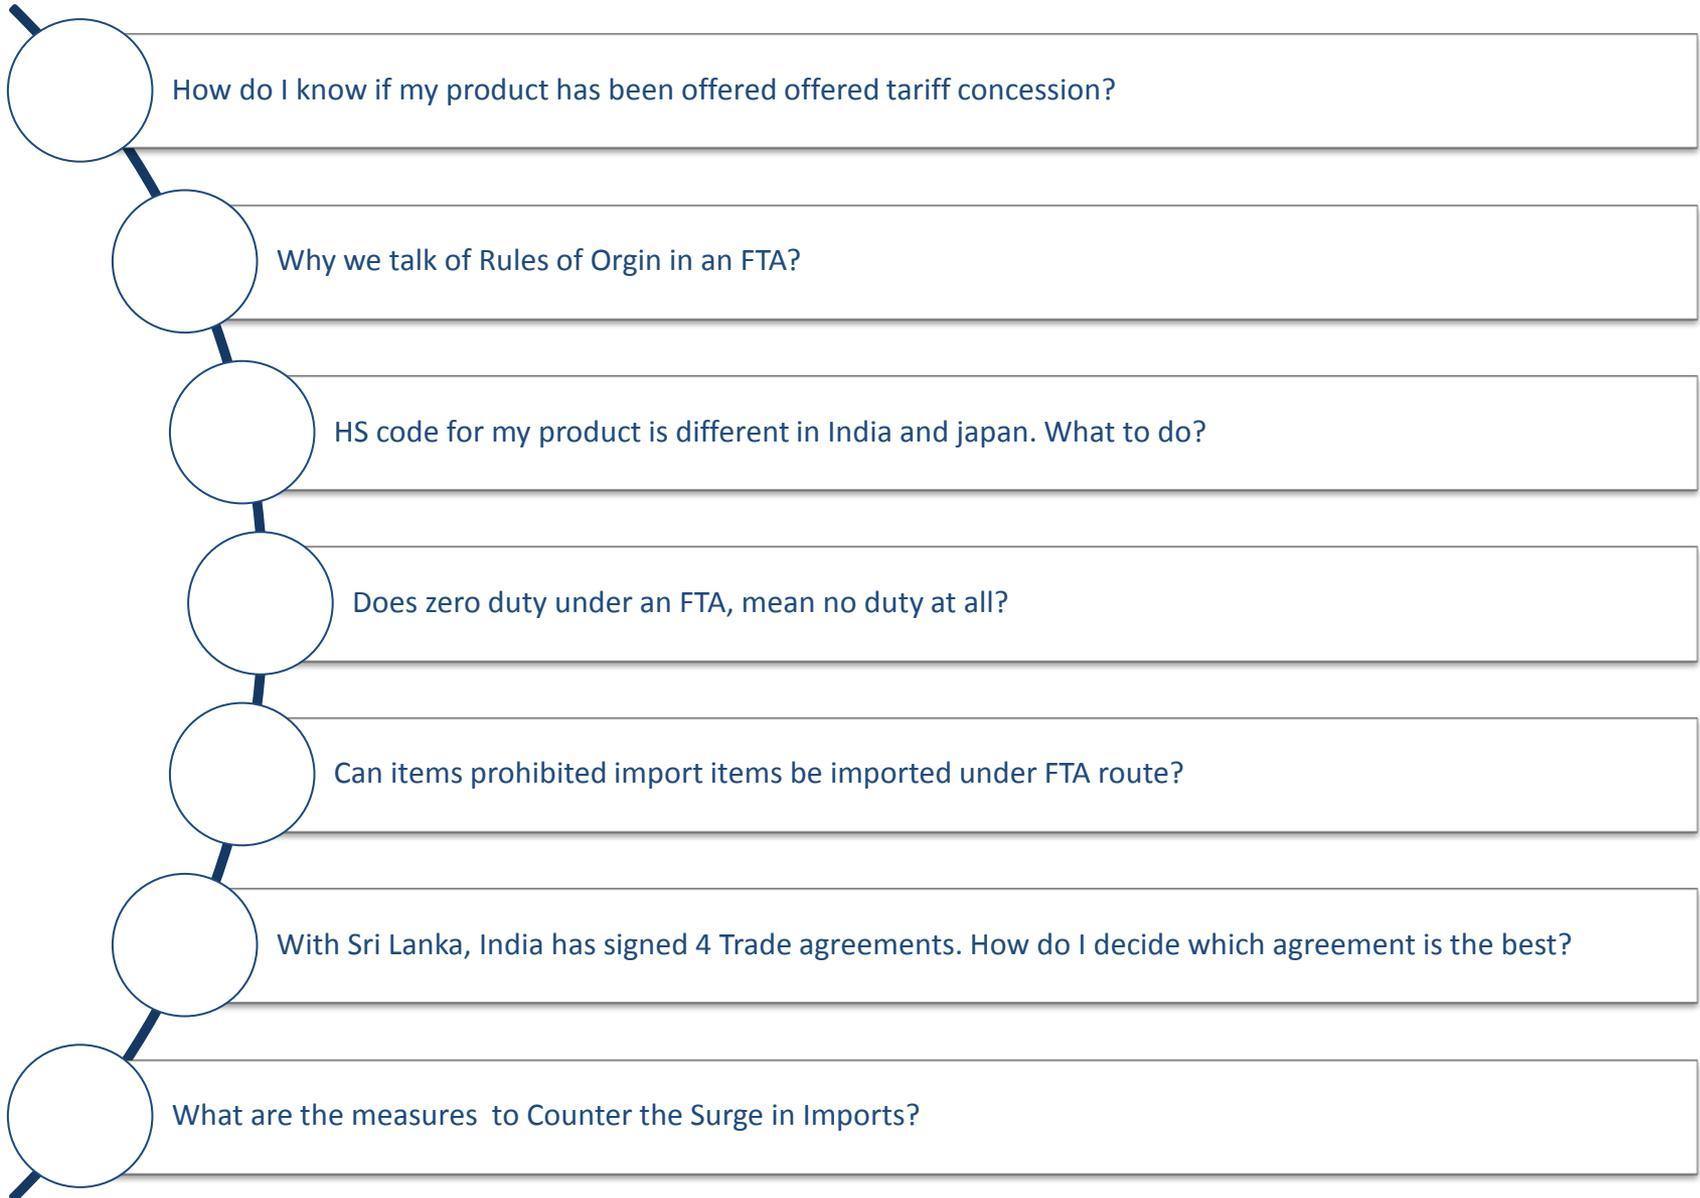 How do I know if my product has been offered offered tariff concession?
Why we talk of Rules of Orgin in an FTA?
HS code for my product is different in India and japan. What to do?
Does zero duty under an FTA, mean no duty at all?
Can items prohibited import items be imported under FTA route?
With Sri Lanka, India has signed 4 Trade agreements. How do I decide which agreement is the best?
What are the measures  to Counter the Surge in Imports?